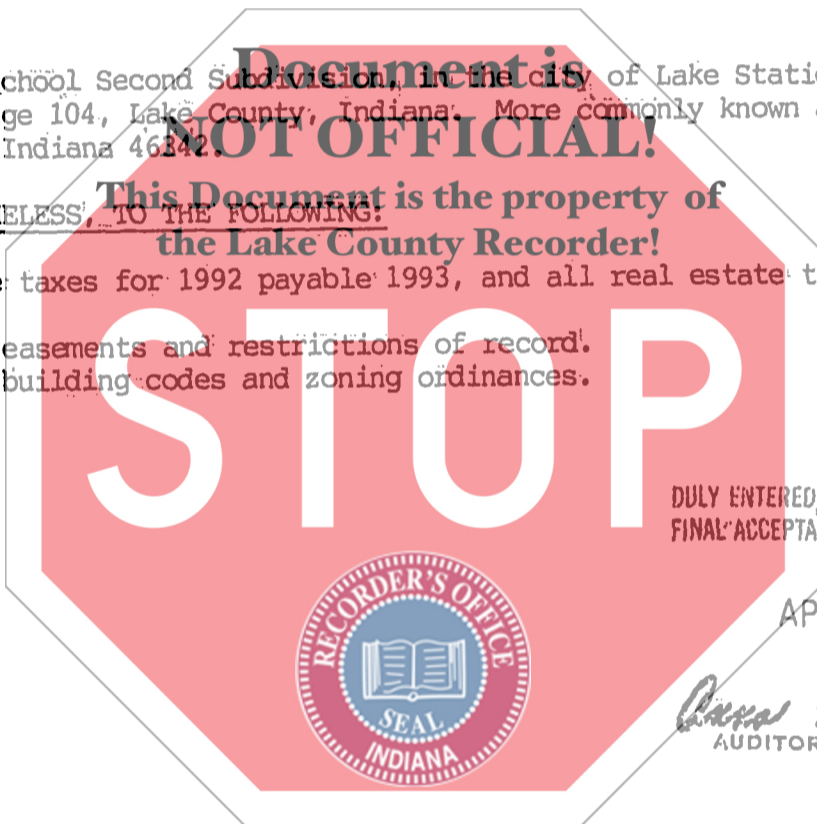 Document is
chool Second Subdivision, in the city of Lake Stati
ge 104, Lake County, Indiana. More commonly known
Indiana 46342.
NOT OFFICIAL!
This Document is the property of
ELESS, TO THE FOLLOWING:
the Lake County Recorder!
taxes for 1992 payable 1993, and all real estate t
easements and restrictions of record.
building codes and zoning ordinances.
STOP
DULY ENTERED
FINAL ACCEPTA
AP
RECORDER'S OFFICE
SEAL
INDIANA
AUDITOR